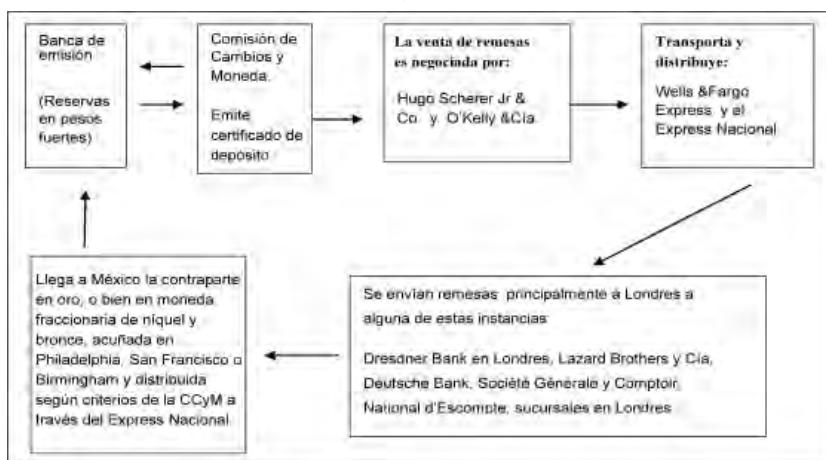 Banca de
emisión
(Reservas
en pesos
fuertes)
Comisión de
Cambios y
Moneda.
Emite
certificado de
depósito
La venta de remesas
es negociada por:
Hugo Scherer Jr &
Co. y O'Kelly &Cía.
Transporta y
distribuye:
Wells &Fargo
Express y el
Express Nacional
Se envían remesas principalmente a Londres a
alguna de estas instancias
Dresdner Bank en Londres, Lazard Brothers y Cía,
Deutsche Bank, Société Générale y Comptoir,
National d'Escompte, sucursales en Londres
Llega a México la contraparte
en oro, o bien en moneda
fraccionaria de níquel y
bronce, acuñada en
Philadelphia, San Francisco o
Birmingham y distribuida
según criterios de la CCyM a
través del Express Nacional